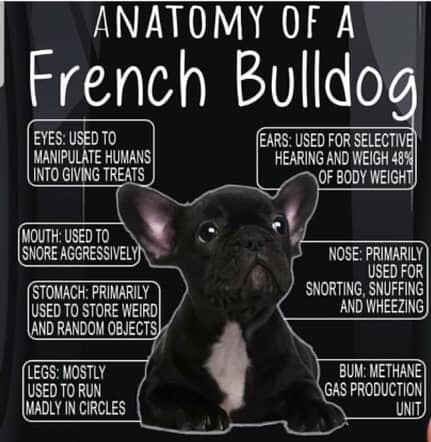 ANATOMY OF A
French Bulldog
EYES: USED TO
MANIPULATE HUMANS
INTO GIVING TREATS
EARS: USED FOR SELECTIVE
HEARING AND WEIGH 48%
OF BODY WEIGHT
MOUTH: USED TO
SNORE AGGRESSIVELY
NOSE: PRIMARILY
USED FOR
SNORTING, SNUFFING
AND WHEEZING
STOMACH: PRIMARILY
USED TO STORE WEIRD
AND RANDOM OBJECTS
LEGS: MOSTLY
USED TO RUN
MADLY IN CIRCLES
BUM: METHANE
GAS PRODUCTION
UNIT